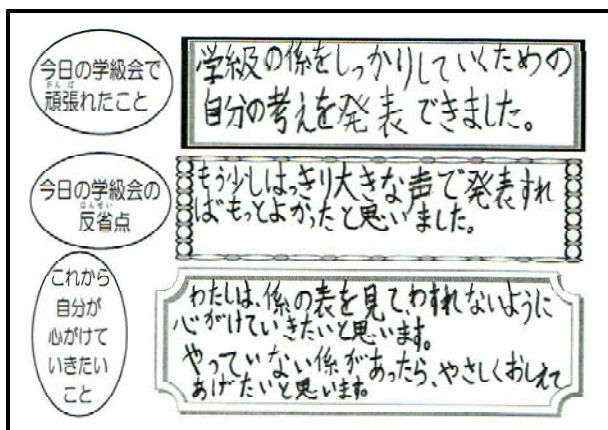 今日の学級会で
頑張れたこと
がんば
学級の係をしっかりしていくための
自分の考えを発表できました。
今日の学級会の
反省点
はんせい
もう少しはっきり大きな声で発表すれ
ばもっとよかったと思いました。
これから
自分が
心がけて
いきたい
こと
わたしは、係の表を見て、わすれないように
心がけていきたいと思います。
やっていない係があったら、やさしくおしえて
あげたいと思います。